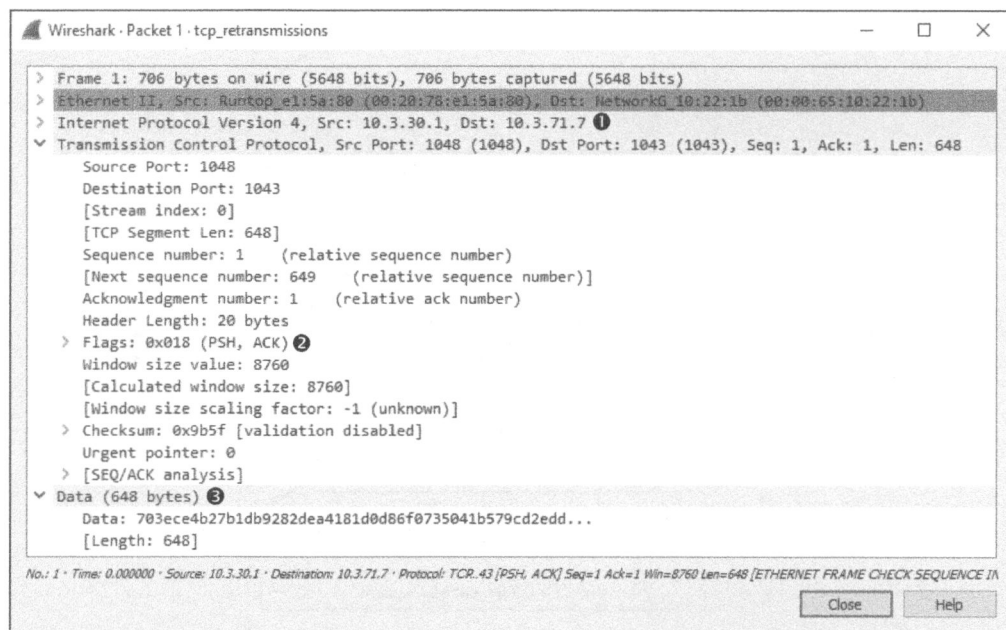 Wireshark · Packet 1 · tcp_retransmissions
> Frame 1: 706 bytes on wire (5648 bits), 706 bytes captured (5648 bits)
> Ethernet II, Src: Runtop_e1:5a:80 (00:20:78:e1:5a:80), Dst: NetworkG_10:22:1b (00:00:65:10:22:1b)
> Internet Protocol Version 4, Src: 10.3.30.1, Dst: 10.3.71.7 ❶
Transmission Control Protocol, Src Port: 1048 (1048), Dst Port: 1043 (1043), Seq: 1, Ack: 1, Len: 648
Source Port: 1048
Destination Port: 1043
[Stream index: 0]
[TCP Segment Len: 648]
Sequence number: 1 (relative sequence number)
[Next sequence number: 649 (relative sequence number)]
Acknowledgment number: 1 (relative ack number)
Header Length: 20 bytes
> Flags: 0x018 (PSH, ACK) ❷
Window size value: 8760
[Calculated window size: 8760]
[Window size scaling factor: -1 (unknown)]
> Checksum: 0x9b5f [validation disabled]
Urgent pointer: 0
> [SEQ/ACK analysis]
Data (648 bytes) ❸
Data: 703ece4b27b1db9282dea4181d0d86f0735041b579cd2edd...
[Length: 648]
No.: 1 · Time: 0.000000 · Source: 10.3.30.1 · Destination: 10.3.71.7 · Protocol: TCP..43 [PSH, ACK] Seq=1 Ack=1 Win=8760 Len=648 [ETHERNET FRAME CHECK SEQUENCE IN
Close Help